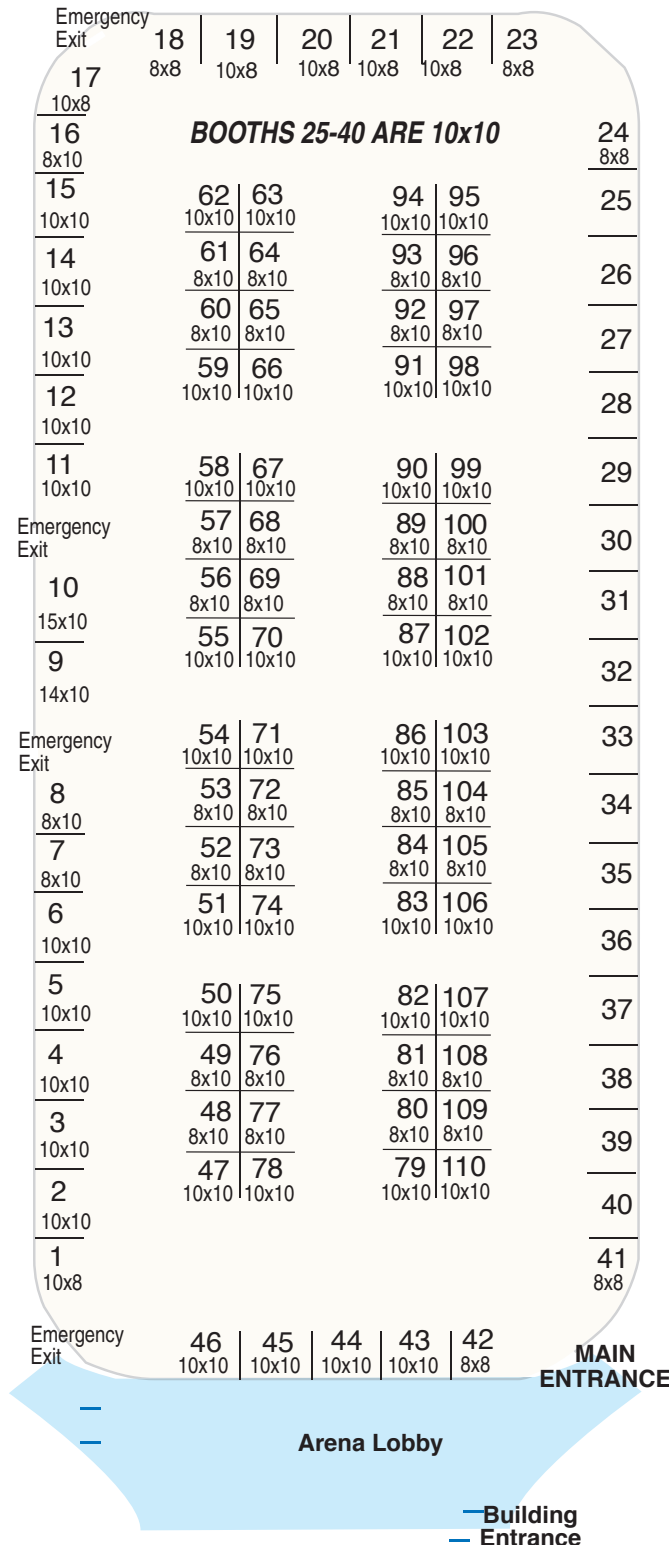 Emergency
Exit
18 19 20 21 22 23
8x8 10x8 10x8 10x8 10x8 8x8
17
10x8
16
8x10
BOOTHS 25-40 ARE 10x10
24
8x8
15
10x10
62 63
10x10 10x10
94 95
10x10 10x10
25
14
10x10
61 64
8x10 8x10
93 96
8x10 8x10
26
13
10x10
60 65
8x10 8x10
92 97
8x10 8x10
27
12
10x10
59 66
10x10 10x10
91 98
10x10 10x10
28
11
10x10
58 67
10x10 10x10
90 99
10x10 10x10
29
Emergency
Exit
57 68
8x10 8x10
89 100
8x10 8x10
30
10
15x10
56 69
8x10 8x10
88 101
8x10 8x10
31
9
14x10
55 70
10x10 10x10
87 102
10x10 10x10
32
Emergency
Exit
54 71
10x10 10x10
86 103
10x10 10x10
33
8
8x10
53 72
8x10 8x10
85 104
8x10 8x10
34
7
8x10
52 73
8x10 8x10
84 105
8x10 8x10
35
6
10x10
51 74
10x10 10x10
83 106
10x10 10x10
36
5
10x10
50 75
10x10 10x10
82 107
10x10 10x10
37
4
10x10
49 76
8x10 8x10
81 108
8x10 8x10
38
3
10x10
48 77
8x10 8x10
80 109
8x10 8x10
39
2
10x10
47 78
10x10 10x10
79 110
10x10 10x10
40
1
10x8
41
8x8
Emergency
Exit
46 45 44 43 42
10x10 10x10 10x10 10x10 8x8
MAIN
ENTRANCE
Arena Lobby
Building
Entrance